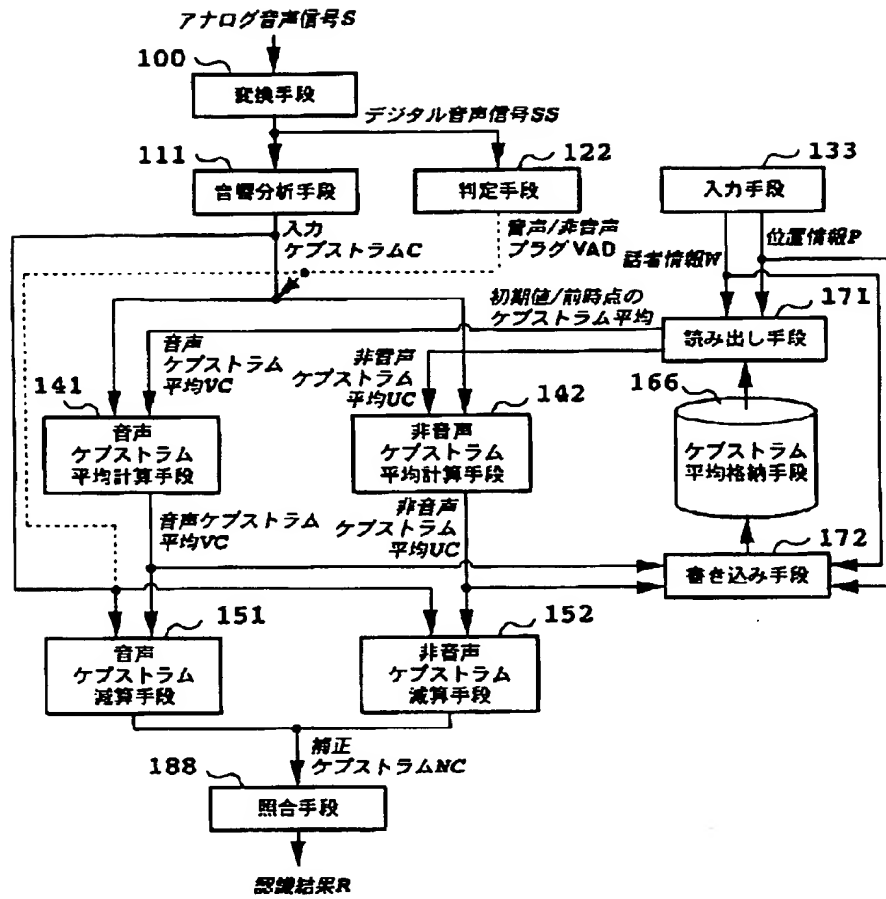 アナログ音声信号S
100
変換手段
デジタル音声信号SS
111
122
133
音響分析手段
判定手段
入力手段
入力
ケプストラムC
音声/非音声
プラグVAD
位置情報P
話者情報W
初期値/前時点の
ケプストラム平均
171
読み出し手段
音声
ケプストラム
平均VC
非音声
ケプストラム
平均UC
141
142
166
音声
ケプストラム
平均計算手段
非音声
ケプストラム
平均計算手段
ケプストラム
平均格納手段
音声ケプストラム
平均VC
非音声
ケプストラム
平均UC
172
書き込み手段
151
152
音声
ケプストラム
減算手段
非音声
ケプストラム
減算手段
補正
ケプストラムNC
188
照合手段
認識結果R